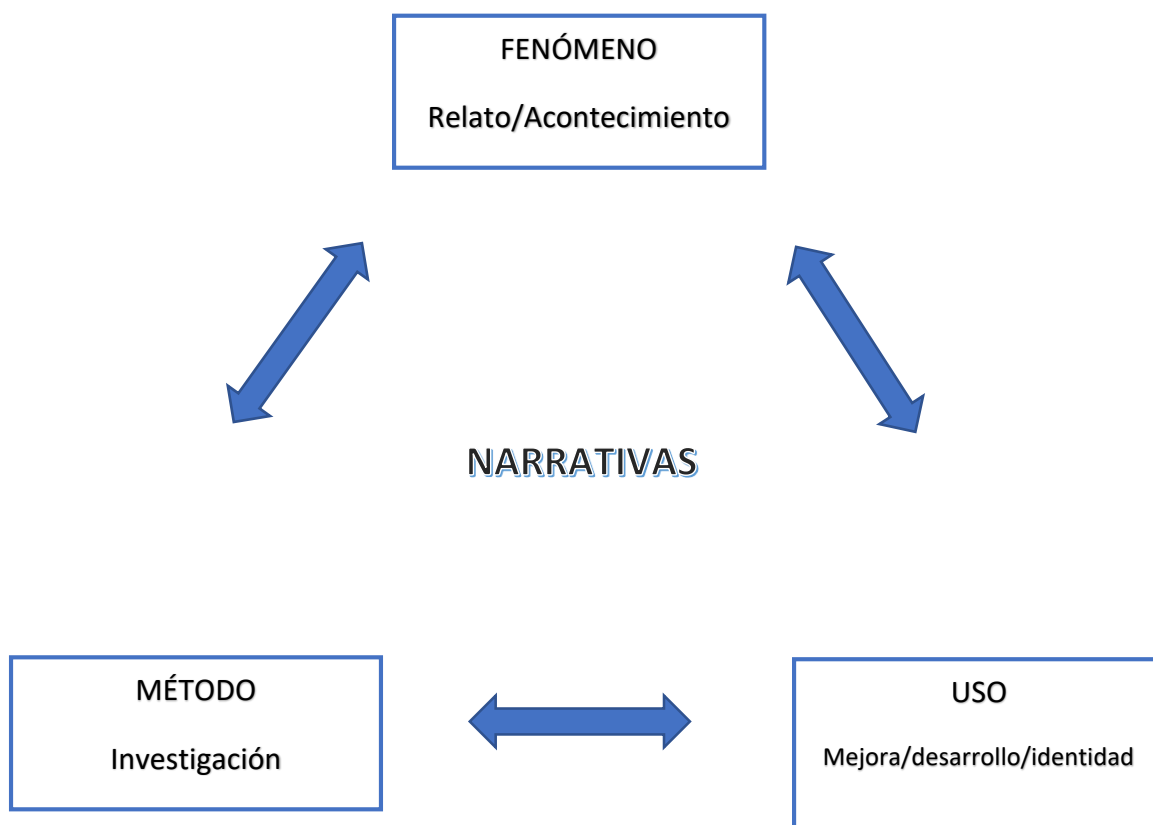 FENÓMENO
Relato/Acontecimiento
NARRATIVAS
MÉTODO
Investigación
USO
Mejora/desarrollo/identidad